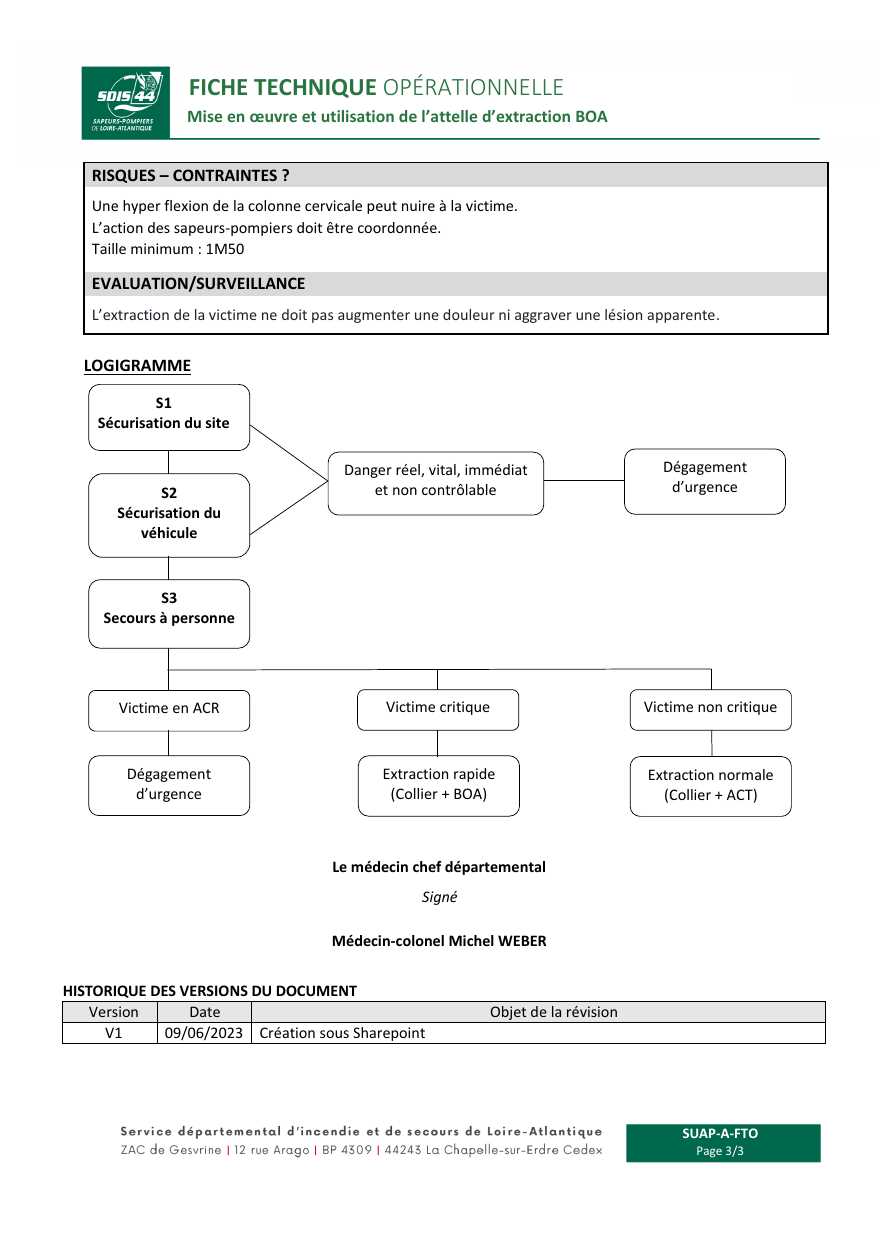 SDIS 44
SAPEURS-POMPIERS
DE LOIRE-ATLANTIQUE
FICHE TECHNIQUE OPÉRATIONNELLE
Mise en œuvre et utilisation de l’attelle d’extraction BOA
RISQUES – CONTRAINTES ?
Une hyper flexion de la colonne cervicale peut nuire à la victime.
L’action des sapeurs-pompiers doit être coordonnée.
Taille minimum : 1M50
EVALUATION/SURVEILLANCE
L’extraction de la victime ne doit pas augmenter une douleur ni aggraver une lésion apparente.
LOGIGRAMME
S1
Sécurisation du site
Danger réel, vital, immédiat
et non contrôlable
Dégagement
d’urgence
S2
Sécurisation du
véhicule
S3
Secours à personne
Victime en ACR
Victime critique
Victime non critique
Dégagement
d’urgence
Extraction rapide
(Collier + BOA)
Extraction normale
(Collier + ACT)
Le médecin chef départemental
Signé
Médecin-colonel Michel WEBER
HISTORIQUE DES VERSIONS DU DOCUMENT
Version Date Objet de la révision
V1 09/06/2023 Création sous Sharepoint
Service départemental d’incendie et de secours de Loire-Atlantique
ZAC de Gesvrine | 12 rue Arago | BP 4309 | 44243 La Chapelle-sur-Erdre Cedex
SUAP-A-FTO
Page 3/3